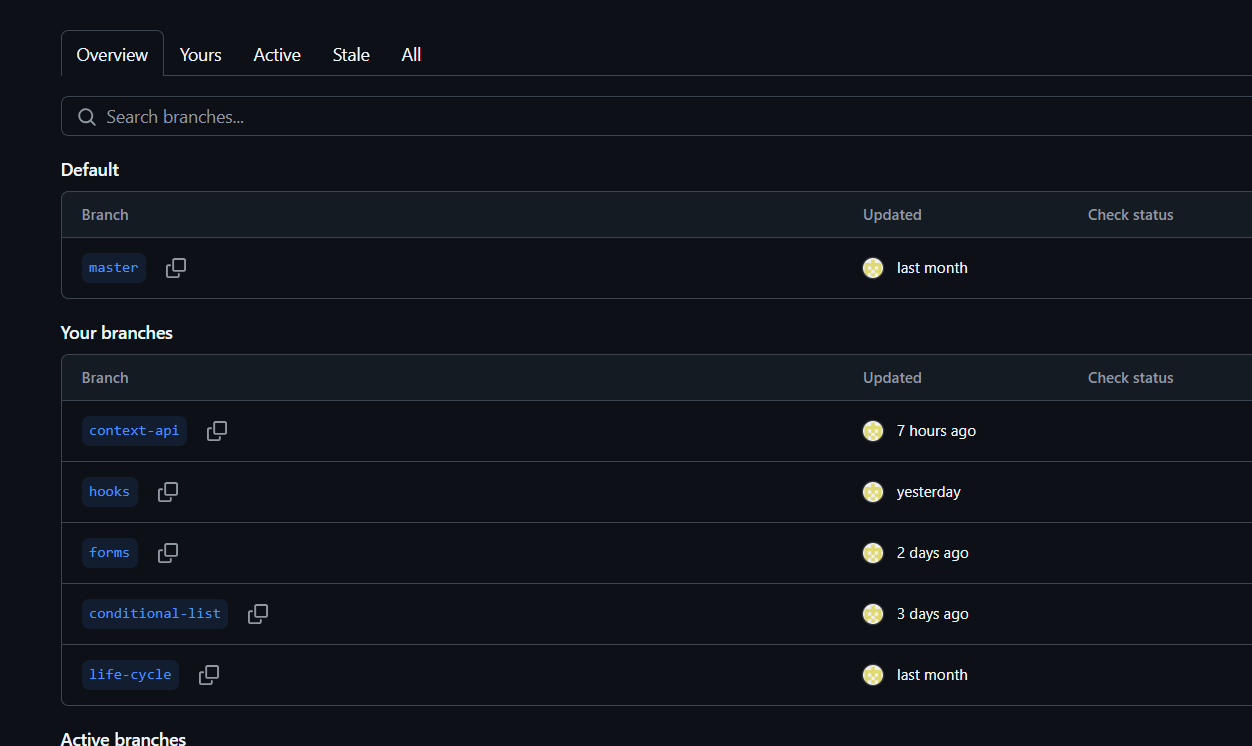 Overview Yours Active Stale All
Search branches...
Default
Branch Updated Check status
master last month
Your branches
Branch Updated Check status
context-api 7 hours ago
hooks yesterday
forms 2 days ago
conditional-list 3 days ago
life-cycle last month
Active branches